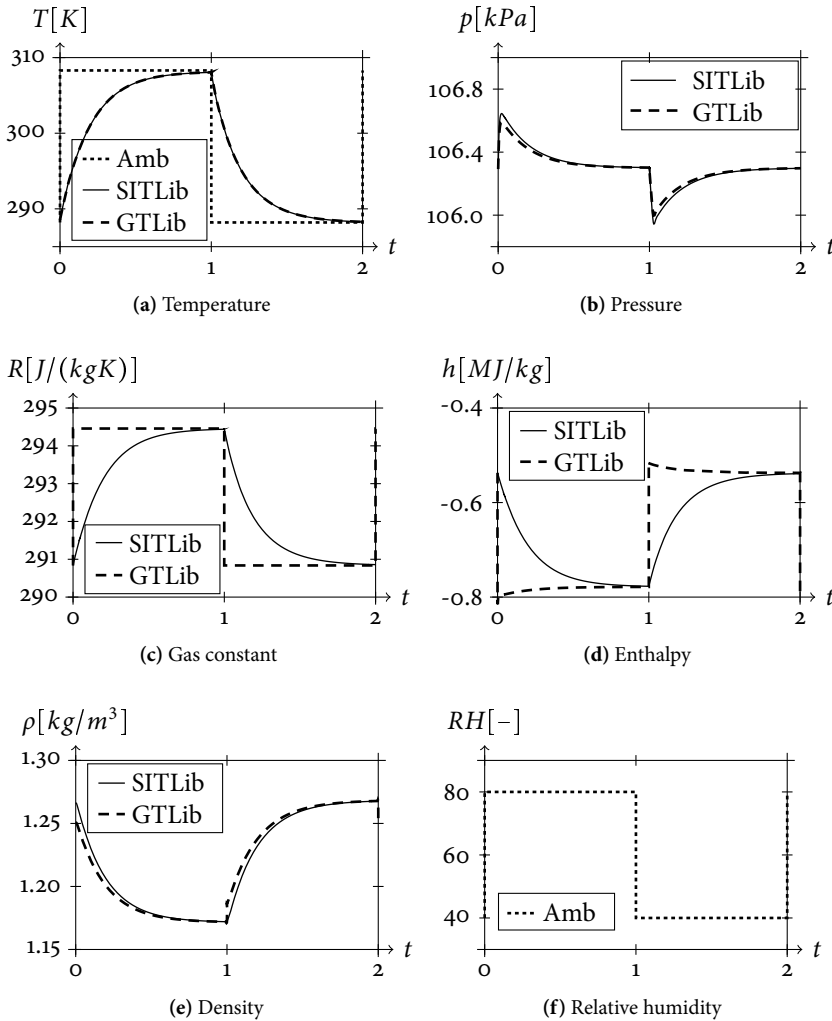 T[K]
310
300
290
Amb
SITLib
GTLib
0
1
2
t
(a) Temperature
p[kPa]
106.8
106.4
106.0
SITLib
GTLib
0
1
2
t
(b) Pressure
R[J/(kgK)]
295
294
293
292
291
290
SITLib
GTLib
0
1
2
t
(c) Gas constant
h[MJ/kg]
-0.4
-0.6
-0.8
SITLib
GTLib
0
1
2
t
(d) Enthalpy
ρ[kg/m³]
1.30
1.25
1.20
1.15
SITLib
GTLib
0
1
2
t
(e) Density
RH[−]
80
60
40
Amb
0
1
2
t
(f) Relative humidity